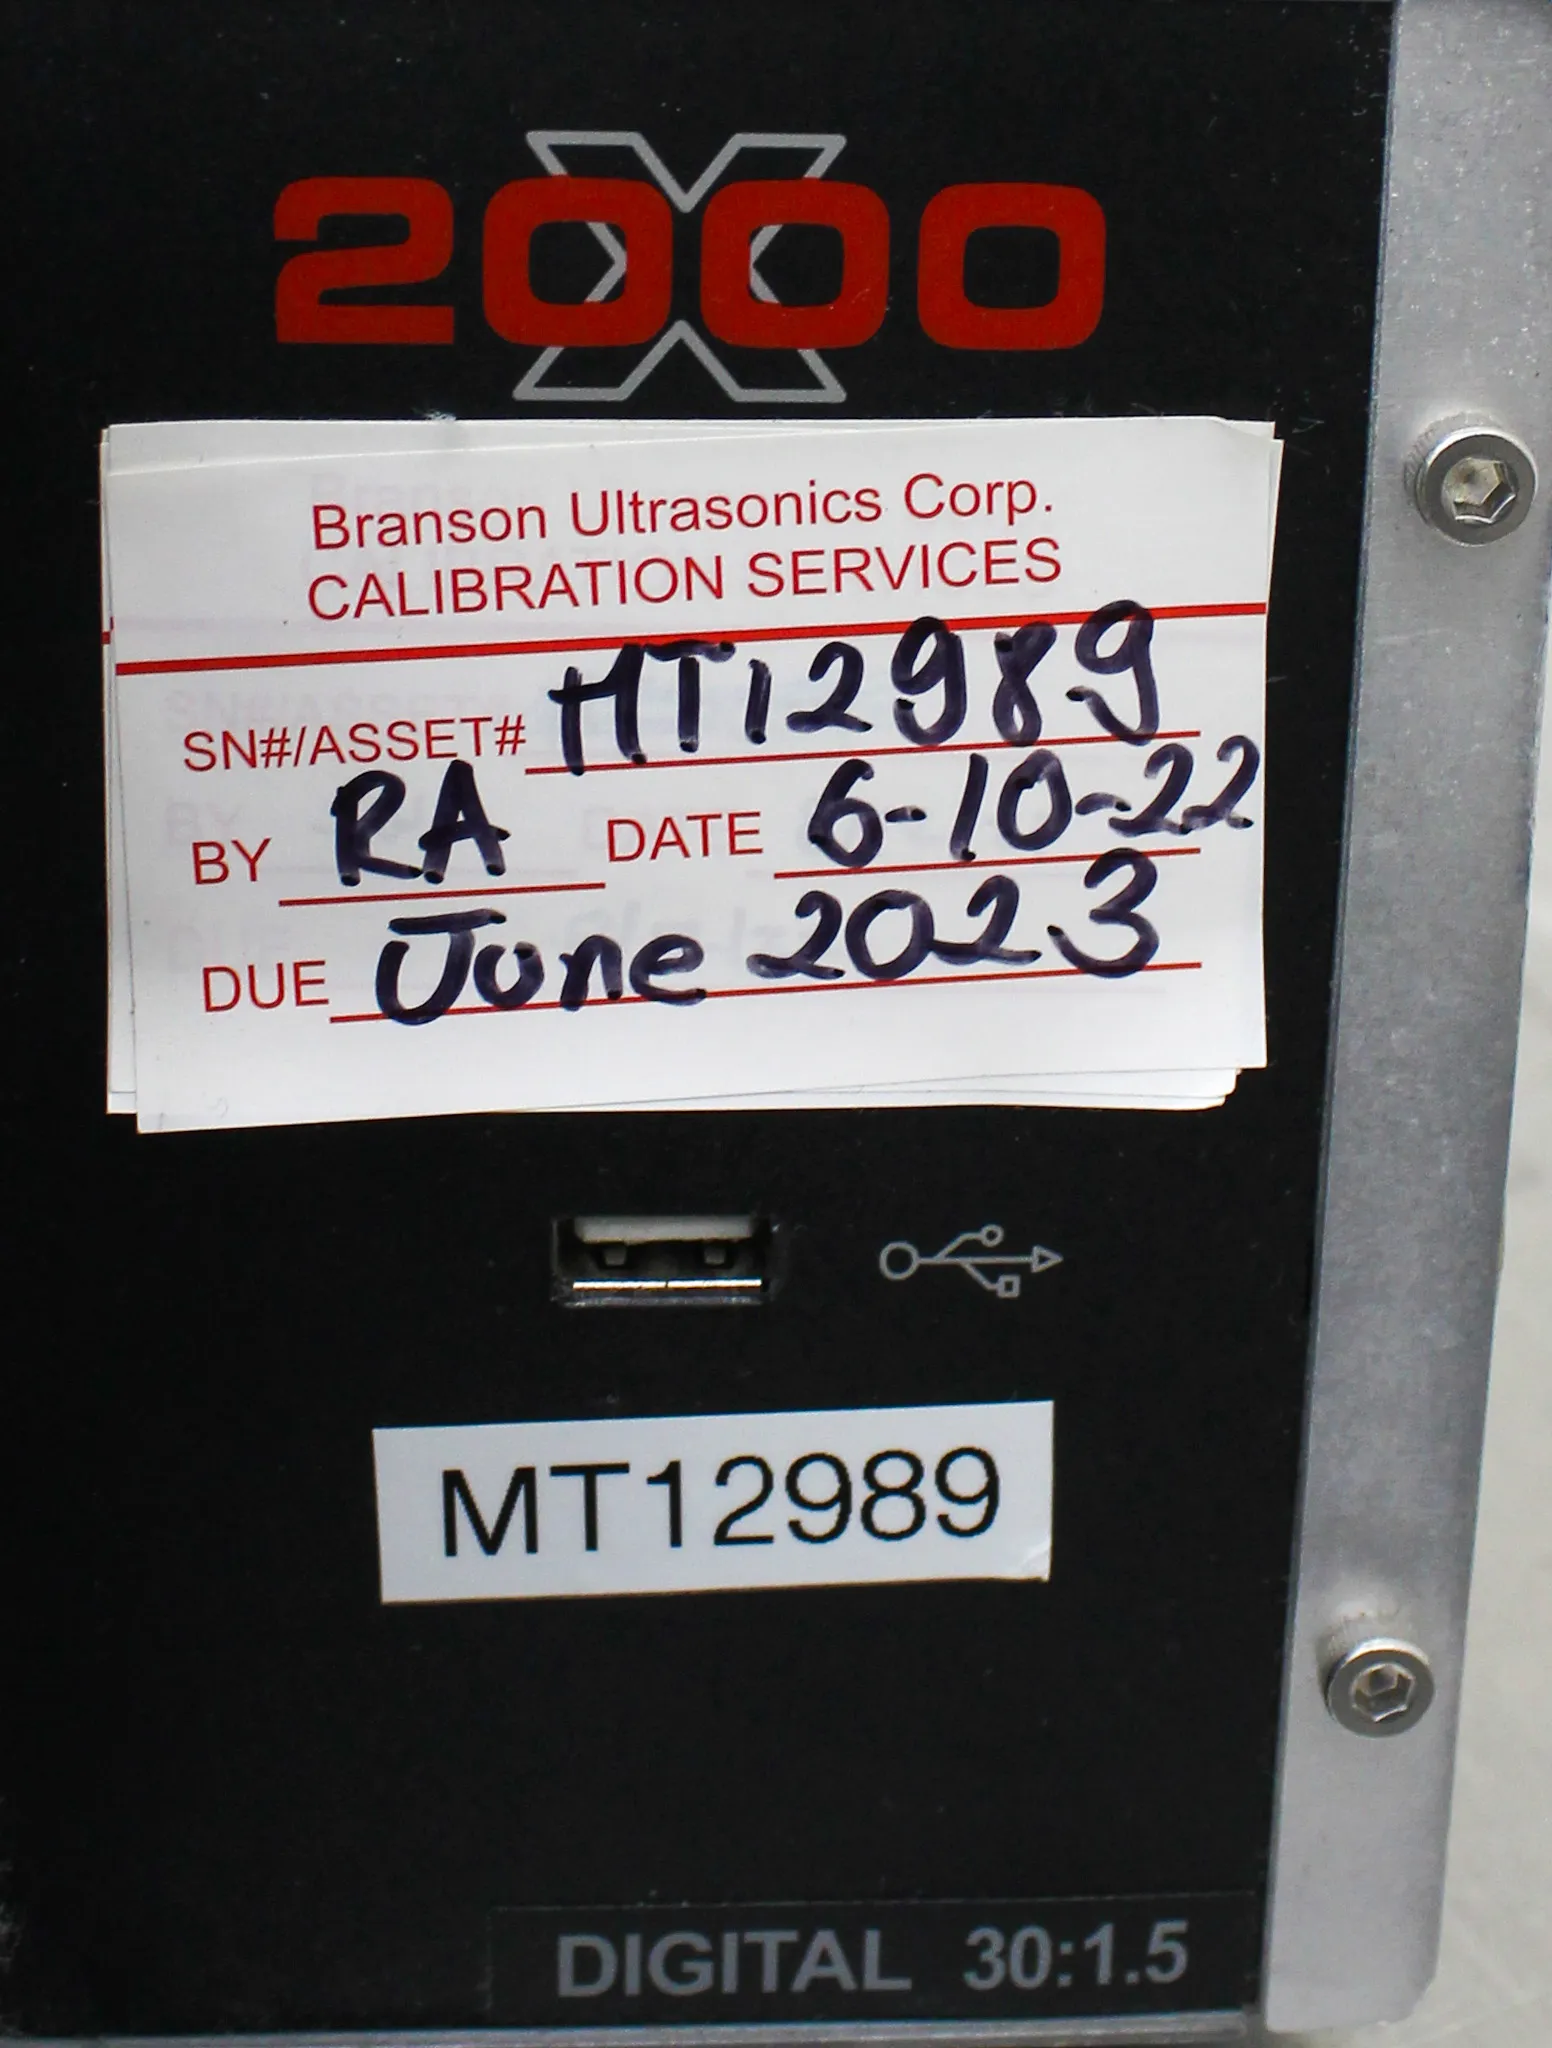 2000X
Branson Ultrasonics Corp.
CALIBRATION SERVICES
SN#/ASSET# MT12989
BY RA DATE 6-10-22
DUE June 2023
MT12989
DIGITAL 30:1.5